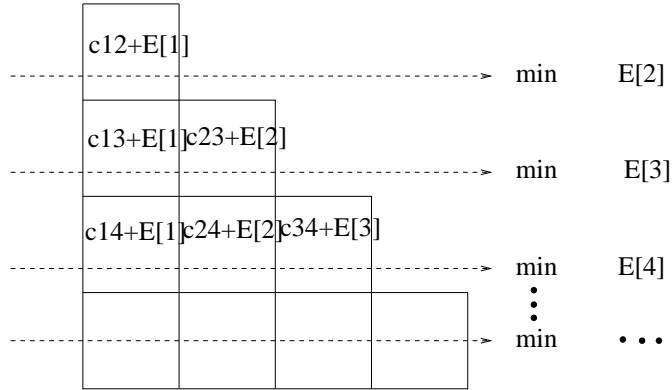 c12+E[1]
min E[2]
c13+E[1] c23+E[2]
min E[3]
c14+E[1] c24+E[2] c34+E[3]
min E[4]
min